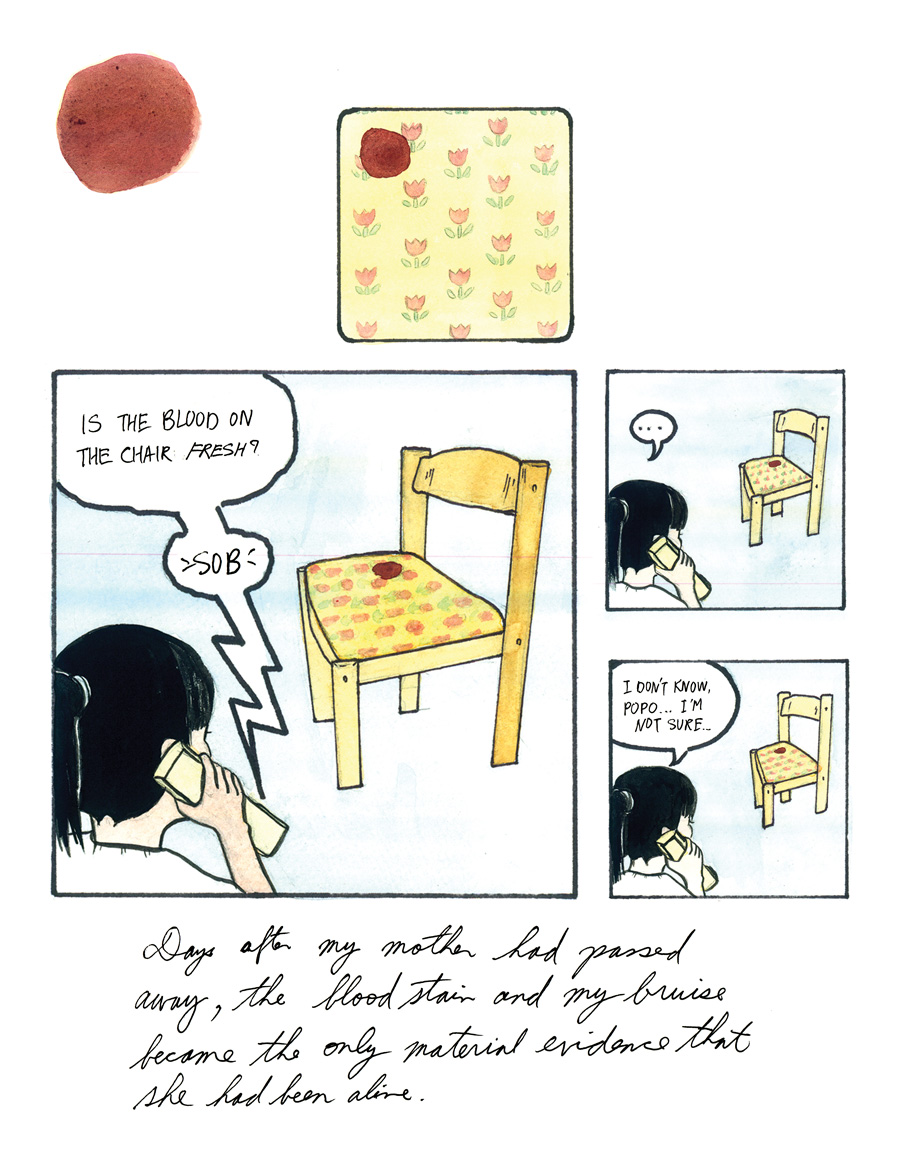 IS THE BLOOD ON
THE CHAIR FRESH?
>SOB<
...
I DON'T KNOW,
POPO... I'M
NOT SURE...
Days after my mother had passed
away, the blood stain and my bruise
became the only material evidence that
she had been alive.